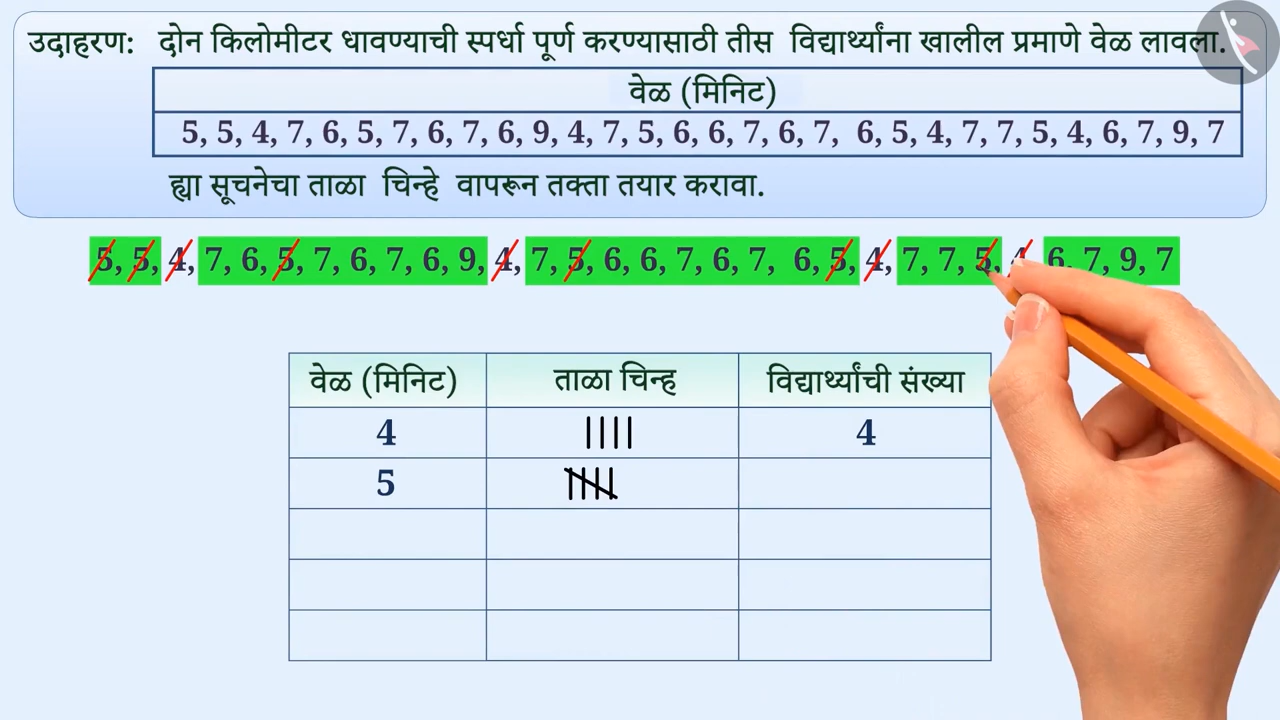 उदाहरण: दोन किलोमीटर धावण्याची स्पर्धा पूर्ण करण्यासाठी तीस विद्यार्थ्यांना खालील प्रमाणे वेळ लावला.
वेळ (मिनिट)
5, 5, 4, 7, 6, 5, 7, 6, 7, 6, 9, 4, 7, 5, 6, 6, 7, 6, 7, 6, 5, 4, 7, 7, 5, 4, 6, 7, 9, 7
ह्या सूचनेचा ताळा चिन्हे वापरून तक्ता तयार करावा.
5, 5, 4, 7, 6, 5, 7, 6, 7, 6, 9, 4, 7, 5, 6, 6, 7, 6, 7, 6, 5, 4, 7, 7, 5, 4, 6, 7, 9, 7
वेळ (मिनिट) ताळा चिन्ह विद्यार्थ्यांची संख्या
4 |||| 4
5